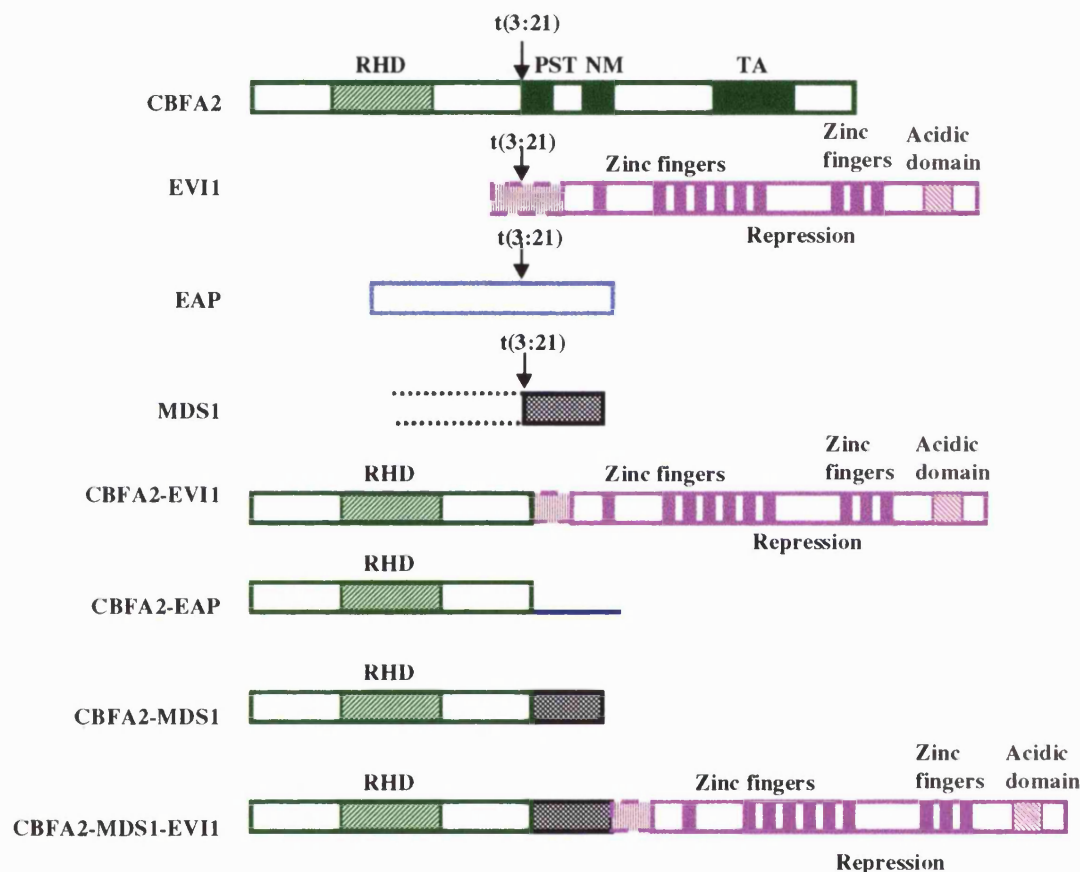 t(3:21)
RHD PST NM TA
CBFA2
t(3:21)
Zinc fingers
Zinc
fingers
Acidic
domain
EVI1
Repression
t(3:21)
EAP
t(3:21)
MDS1
RHD
Zinc fingers
Zinc
fingers
Acidic
domain
CBFA2-EVI1
Repression
RHD
CBFA2-EAP
RHD
CBFA2-MDS1
RHD
Zinc fingers
Zinc
fingers
Acidic
domain
CBFA2-MDS1-EVI1
Repression